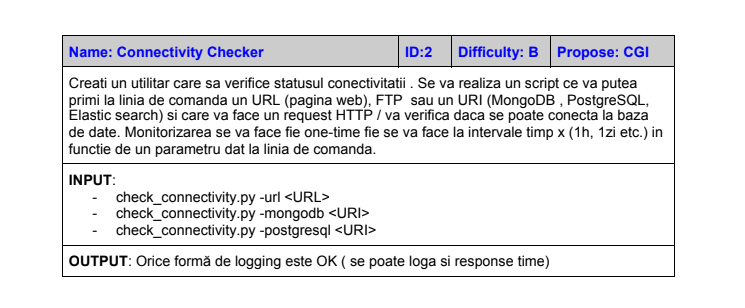 Name: Connectivity Checker ID:2 Difficulty: B Propose: CGI
Creati un utilitar care sa verifice statusul conectivitatii . Se va realiza un script ce va putea
primi la linia de comanda un URL (pagina web), FTP sau un URI (MongoDB , PostgreSQL,
Elastic search) si care va face un request HTTP / va verifica daca se poate conecta la baza
de date. Monitorizarea se va face fie one-time fie se va face la intervale timp x (1h, 1zi etc.) in
functie de un parametru dat la linia de comanda.
INPUT:
- check_connectivity.py -url <URL>
- check_connectivity.py -mongodb <URI>
- check_connectivity.py -postgresql <URI>
OUTPUT: Orice formă de logging este OK ( se poate loga si response time)